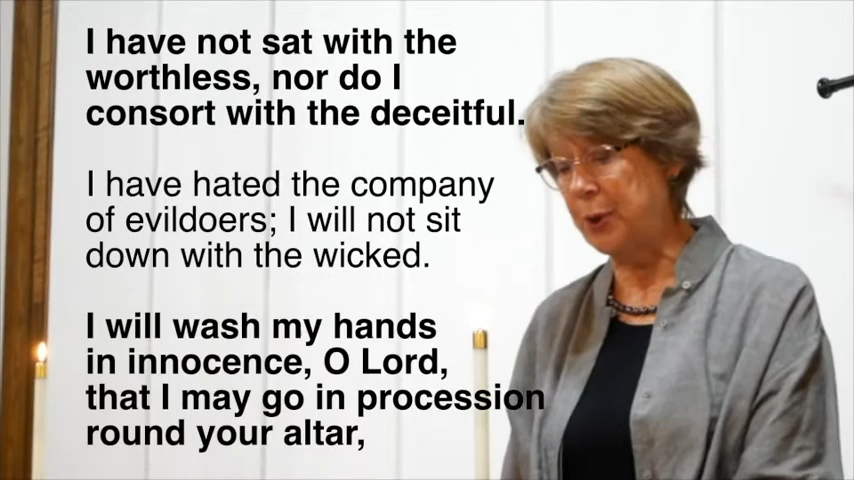 I have not sat with the
worthless, nor do I
consort with the deceitful.
I have hated the company
of evildoers; I will not sit
down with the wicked.
I will wash my hands
in innocence, O Lord,
that I may go in procession
round your altar,